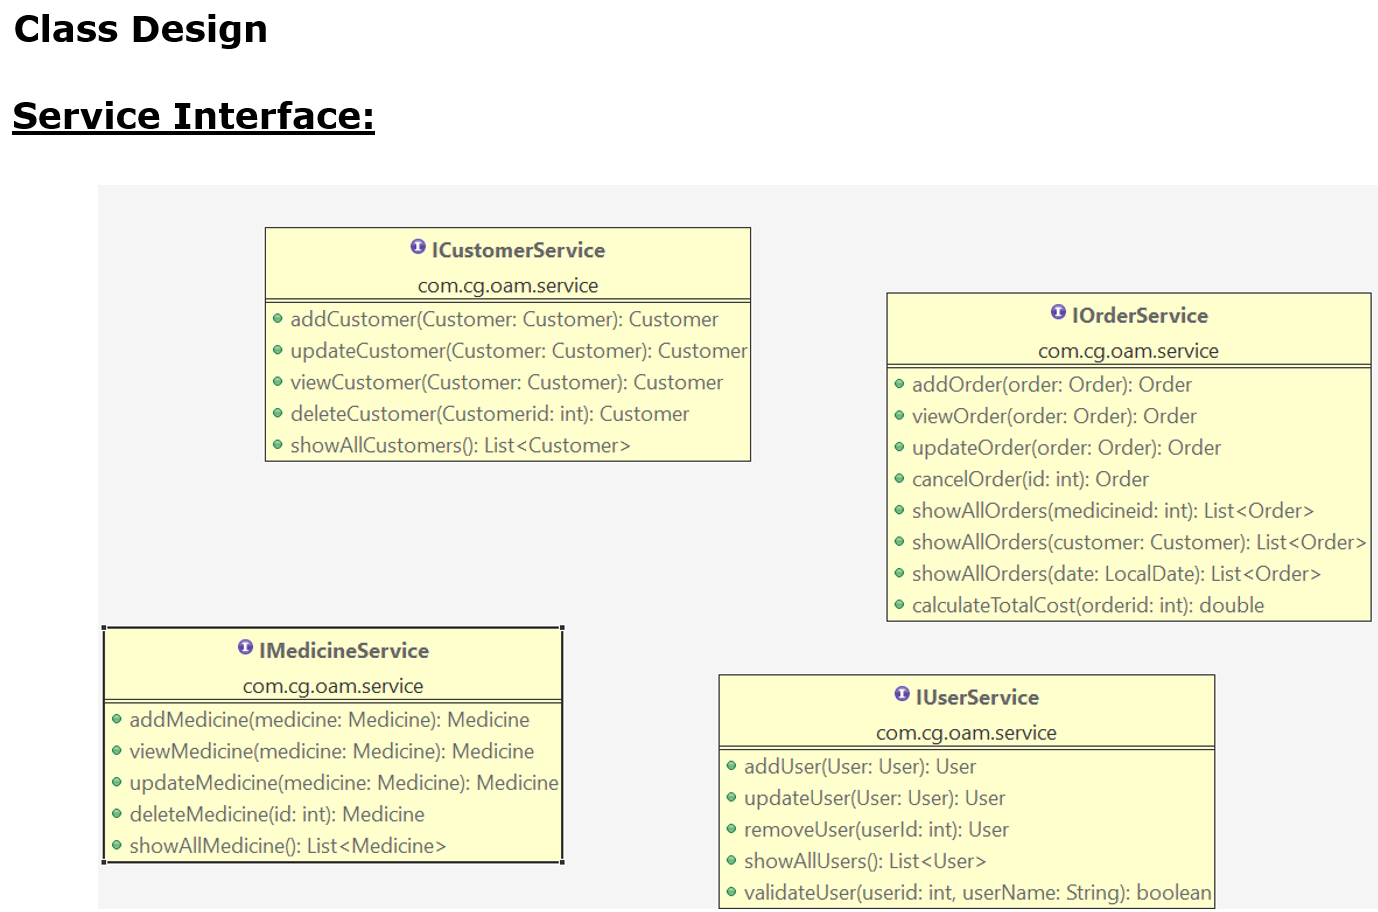 Class Design
Service Interface:
ICustomerService
com.cg.oam.service
addCustomer(Customer: Customer): Customer
updateCustomer(Customer: Customer): Customer
viewCustomer(Customer: Customer): Customer
deleteCustomer(Customerid: int): Customer
showAllCustomers(): List<Customer>
IOrderService
com.cg.oam.service
addOrder(order: Order): Order
viewOrder(order: Order): Order
updateOrder(order: Order): Order
cancelOrder(id: int): Order
showAllOrders(medicineid: int): List<Order>
showAllOrders(customer: Customer): List<Order>
showAllOrders(date: LocalDate): List<Order>
calculateTotalCost(orderid: int): double
IMedicineService
com.cg.oam.service
addMedicine(medicine: Medicine): Medicine
viewMedicine(medicine: Medicine): Medicine
updateMedicine(medicine: Medicine): Medicine
deleteMedicine(id: int): Medicine
showAllMedicine(): List<Medicine>
IUserService
com.cg.oam.service
addUser(User: User): User
updateUser(User: User): User
removeUser(userId: int): User
showAllUsers(): List<User>
validateUser(userid: int, userName: String): boolean